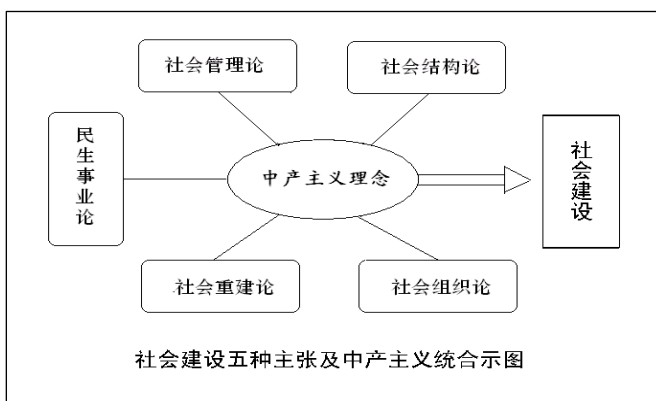 社会管理论
社会结构论
民生事业论
中产主义理念
社会建设
社会重建论
社会组织论
社会建设五种主张及中产主义统合示图